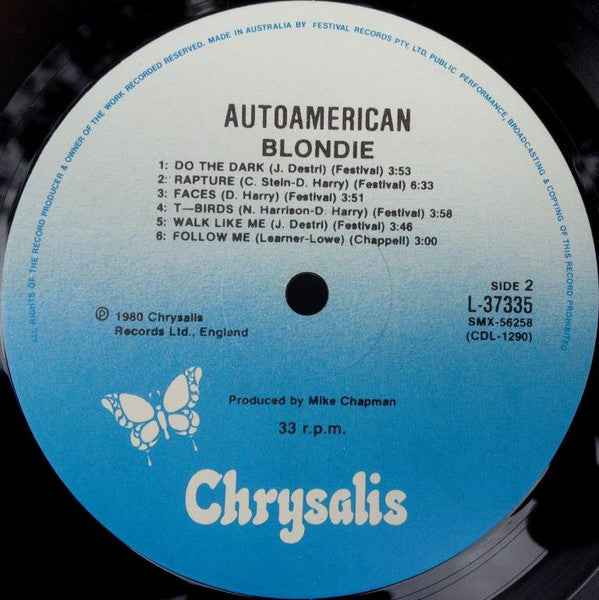 ALL RIGHTS OF THE RECORD PRODUCER & OWNER OF THE WORK RECORDED RESERVED. MADE IN AUSTRALIA BY FESTIVAL RECORDS PTY. LTD. PUBLIC PERFORMANCE, BROADCASTING & COPYING OF THIS RECORD PROHIBITED
AUTOAMERICAN
BLONDIE
1: DO THE DARK (J. Destri) (Festival) 3:53
2: RAPTURE (C. Stein-D. Harry) (Festival) 6:33
3: FACES (D. Harry) (Festival) 3:51
4: T—BIRDS (N. Harrison-D. Harry) (Festival) 3:58
5: WALK LIKE ME (J. Destri) (Festival) 3:46
6: FOLLOW ME (Learner-Lowe) (Chappell) 3:00
SIDE 2
L-37335
SMX-56258
(CDL-1290)
℗ 1980 Chrysalis
Records Ltd., England
Produced by Mike Chapman
33 r.p.m.
Chrysalis